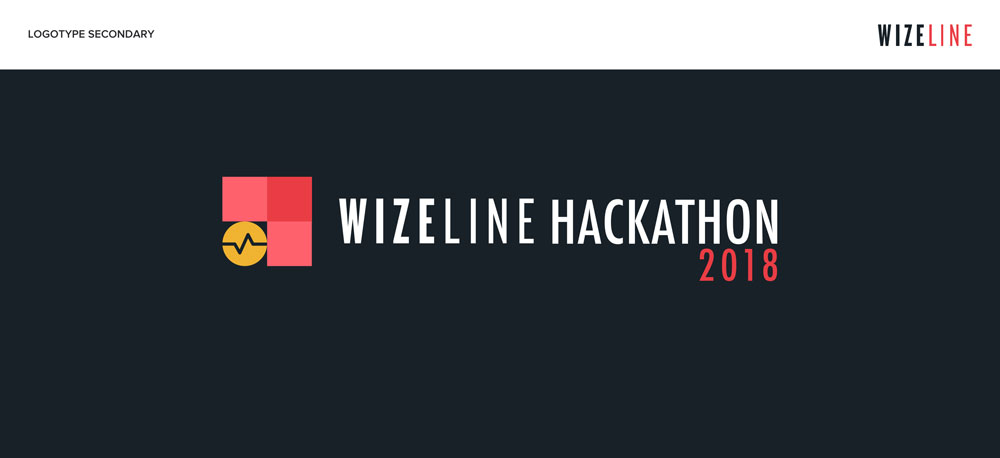 LOGOTYPE SECONDARY
WIZELINE
WIZELINE HACKATHON
2018